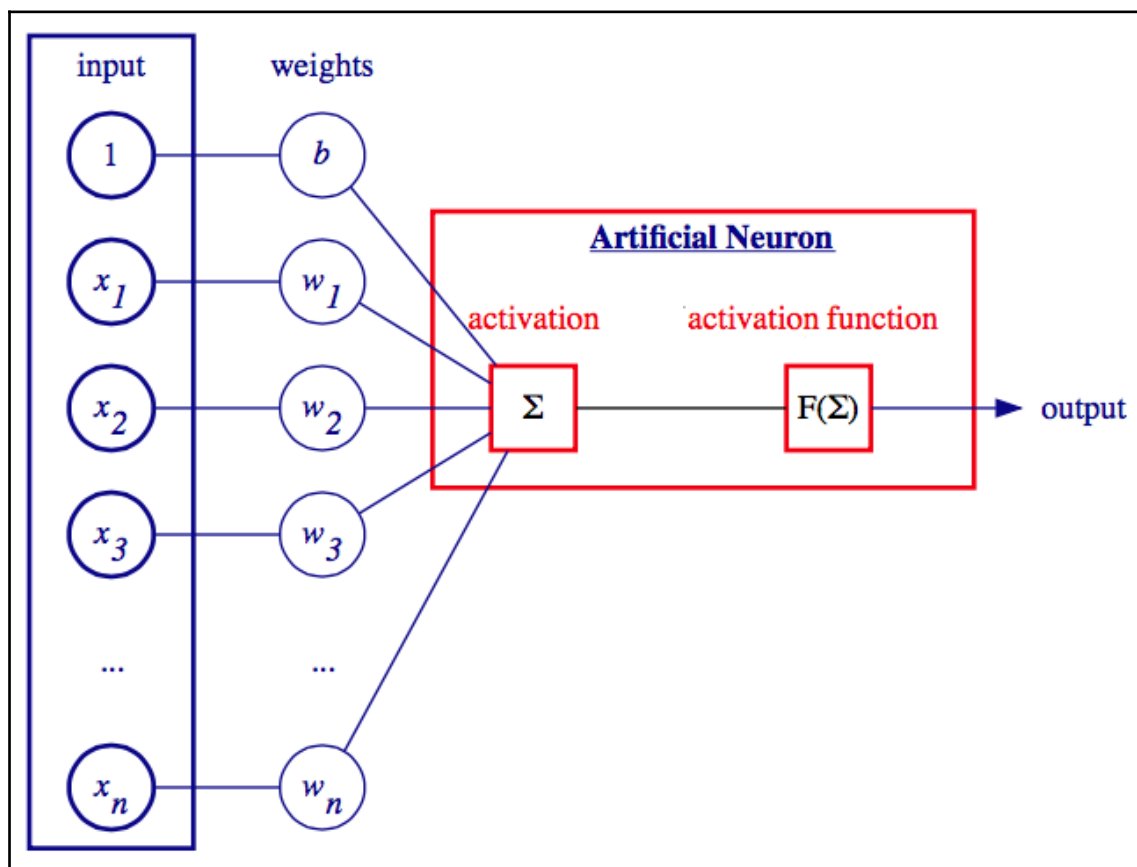 input weights
1 b
Artificial Neuron
x1 w1
activation activation function
x2 w2 Σ F(Σ) output
x3 w3
... ...
xn wn